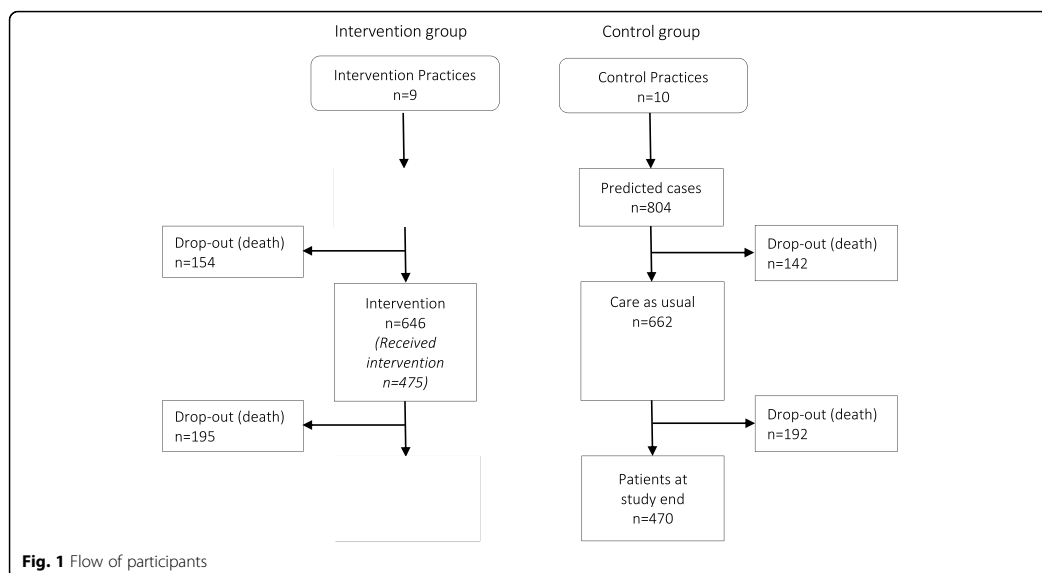 Intervention group
Control group
Intervention Practices
n=9
Control Practices
n=10
Predicted cases
n=804
Drop-out (death)
n=154
Drop-out (death)
n=142
Intervention
n=646
(Received
intervention
n=475)
Care as usual
n=662
Drop-out (death)
n=195
Drop-out (death)
n=192
Patients at
study end
n=470
Fig. 1 Flow of participants